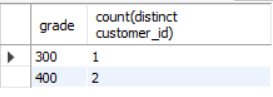 grade count(distinct
customer_id)
300 1
400 2